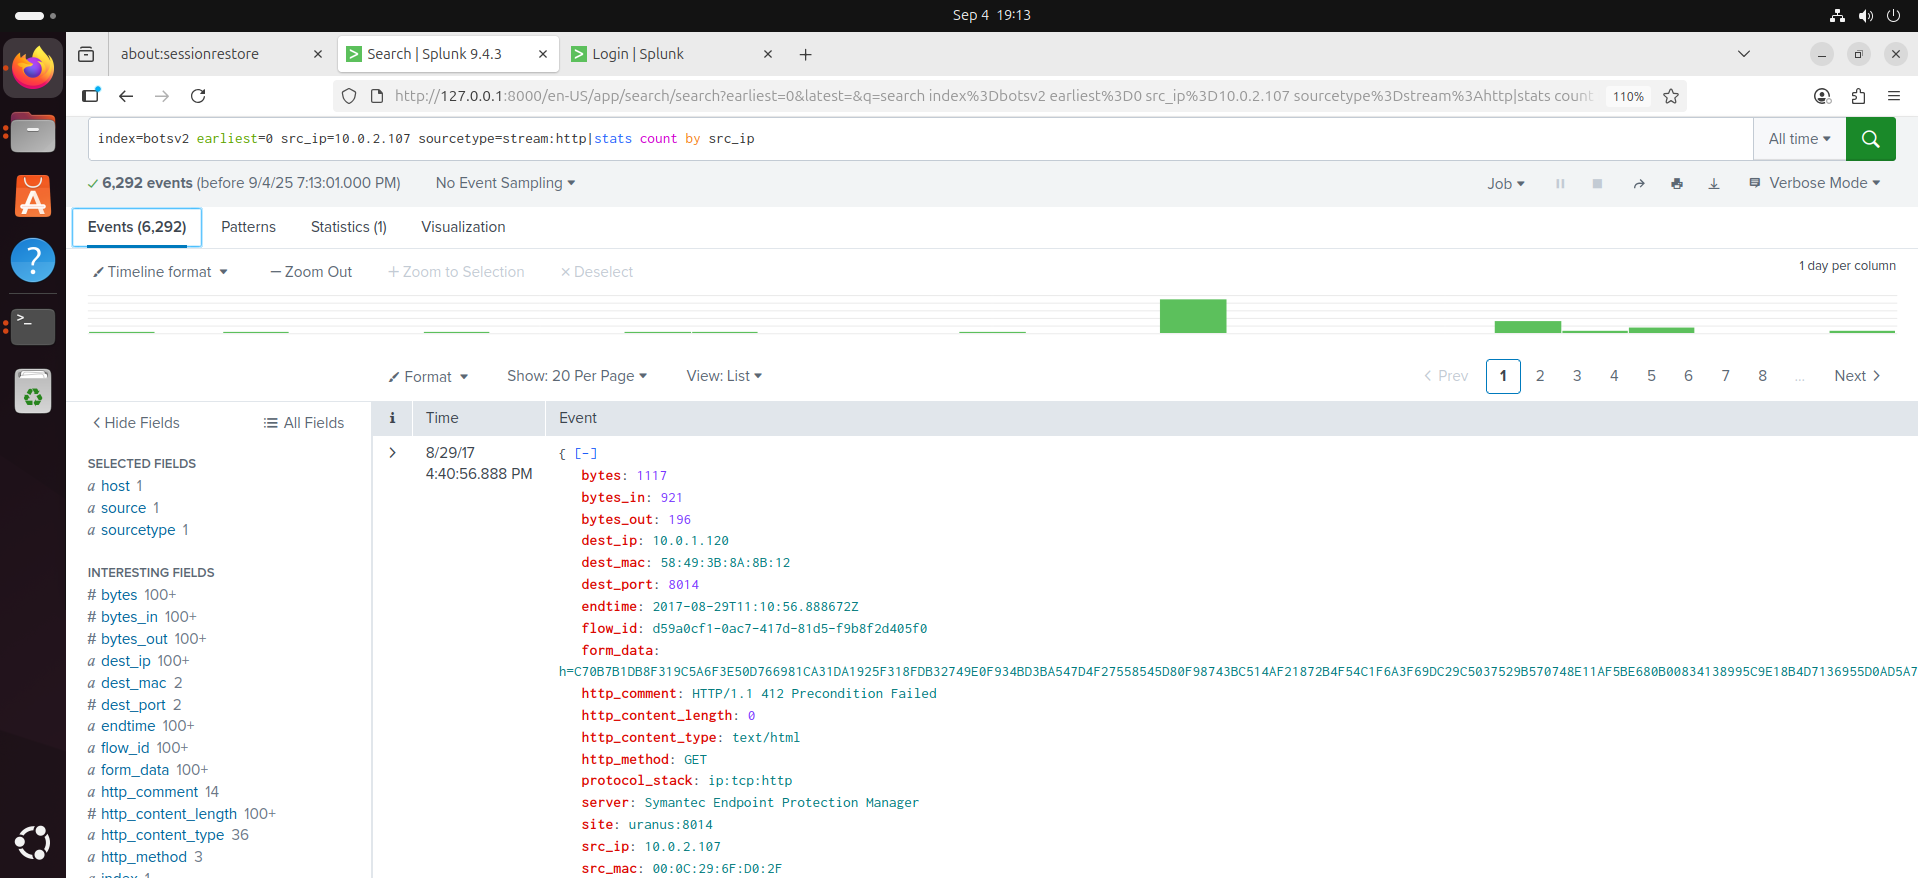 Sep 4 19:13
about:sessionrestore
Search | Splunk 9.4.3
Login | Splunk
http://127.0.0.1:8000/en-US/app/search/search?earliest=0&latest=&q=search index%3Dbotsv2 earliest%3D0 src_ip%3D10.0.2.107 sourcetype%3Dstream%3Ahttp|stats coun
110%
index=botsv2 earliest=0 src_ip=10.0.2.107 sourcetype=stream:http|stats count by src_ip
All time
6,292 events (before 9/4/25 7:13:01.000 PM)
No Event Sampling
Job
Verbose Mode
Events (6,292)
Patterns
Statistics (1)
Visualization
Timeline format
Zoom Out
Zoom to Selection
Deselect
1 day per column
Format
Show: 20 Per Page
View: List
Prev
1
2
3
4
5
6
7
8
...
Next
Hide Fields
All Fields
i
Time
Event
SELECTED FIELDS
a host 1
a source 1
a sourcetype 1
INTERESTING FIELDS
# bytes 100+
# bytes_in 100+
# bytes_out 100+
a dest_ip 100+
a dest_mac 2
# dest_port 2
a endtime 100+
a flow_id 100+
a form_data 100+
a http_comment 14
# http_content_length 100+
a http_content_type 36
a http_method 3
a index 1
8/29/17
4:40:56.888 PM
{ [-]
bytes: 1117
bytes_in: 921
bytes_out: 196
dest_ip: 10.0.1.120
dest_mac: 58:49:3B:8A:8B:12
dest_port: 8014
endtime: 2017-08-29T11:10:56.888672Z
flow_id: d59a0cf1-0ac7-417d-81d5-f9b8f2d405f0
form_data:
h=C70B7B1DB8F319C5A6F3E50D766981CA31DA1925F318FDB32749E0F934BD3BA547D4F27558545D80F98743BC514AF21872B4F54C1F6A3F69DC29C5037529B570748E11AF5BE680B00834138995C9E18B4D7136955D0AD5A7
http_comment: HTTP/1.1 412 Precondition Failed
http_content_length: 0
http_content_type: text/html
http_method: GET
protocol_stack: ip:tcp:http
server: Symantec Endpoint Protection Manager
site: uranus:8014
src_ip: 10.0.2.107
src_mac: 00:0C:29:6F:D0:2F